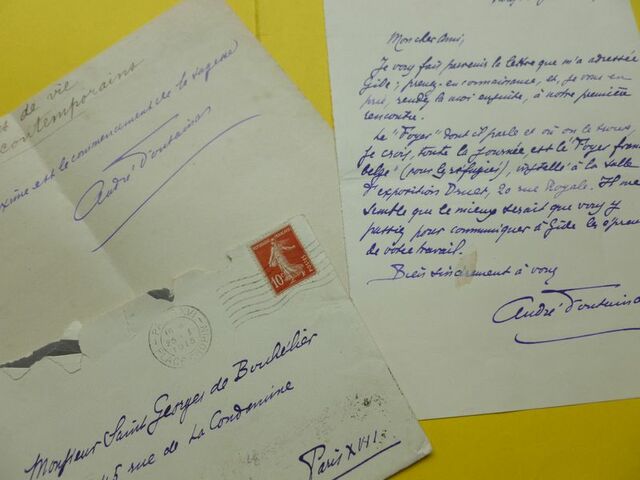 de vie
contemporains
est le commencement de la sagesse
André Fontainas
10
Monsieur Saint Georges de Bouhélier
rue de La Condamine
Paris XVII
Mon cher Ami,
Je vous fait parvenir la lettre que m'a adressée
Gide; prenez-en connaissance, et, je vous en
prie, rendez la moi ensuite, à notre première
rencontre.
Le "Foyer" dont il parle et où on le trouve,
je crois, toute la journée, est le Foyer franco
belge (pour les réfugiés), installé à la salle
d'exposition Druet, 20 rue Royale. Il me
semble que le mieux serait que vous y
passiez pour communiquer à Gide les épreuves
de votre travail.
Bien sincèrement à vous
André Fontainas